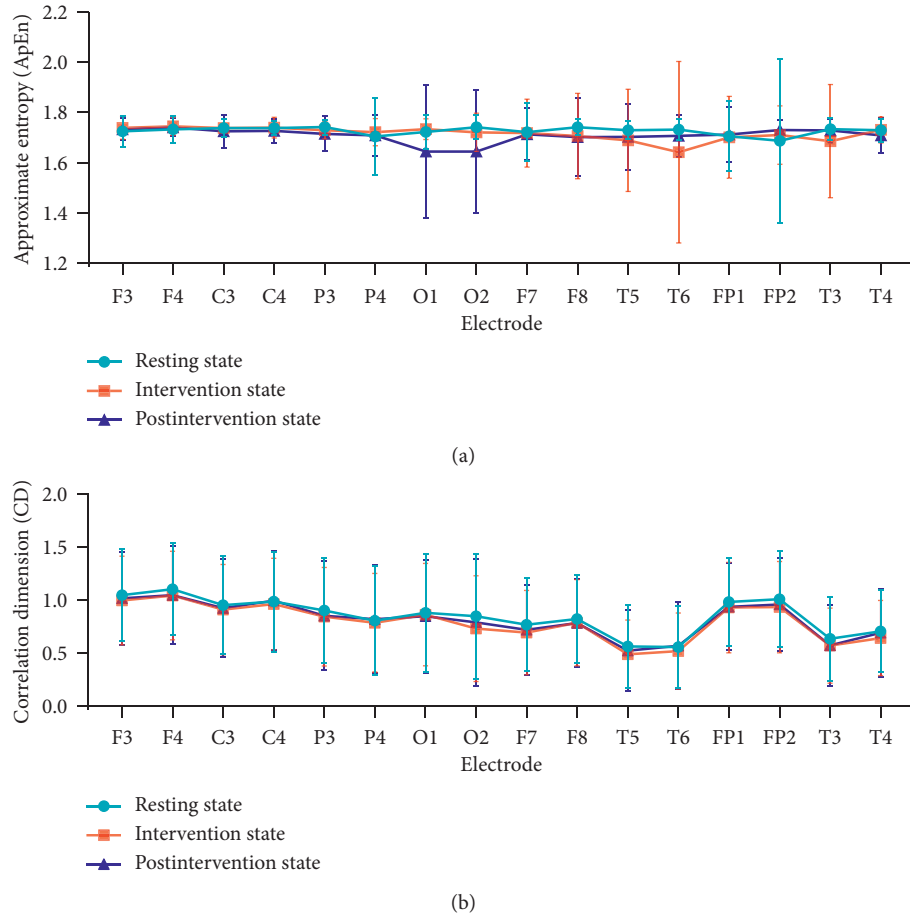 Approximate entropy (ApEn)
2.2
2.0
1.8
1.6
1.4
1.2
F3 F4 C3 C4 P3 P4 O1 O2 F7 F8 T5 T6 FP1 FP2 T3 T4
Electrode
Resting state
Intervention state
Postintervention state
(a)
Correlation dimension (CD)
2.0
1.5
1.0
0.5
0.0
F3 F4 C3 C4 P3 P4 O1 O2 F7 F8 T5 T6 FP1 FP2 T3 T4
Electrode
Resting state
Intervention state
Postintervention state
(b)